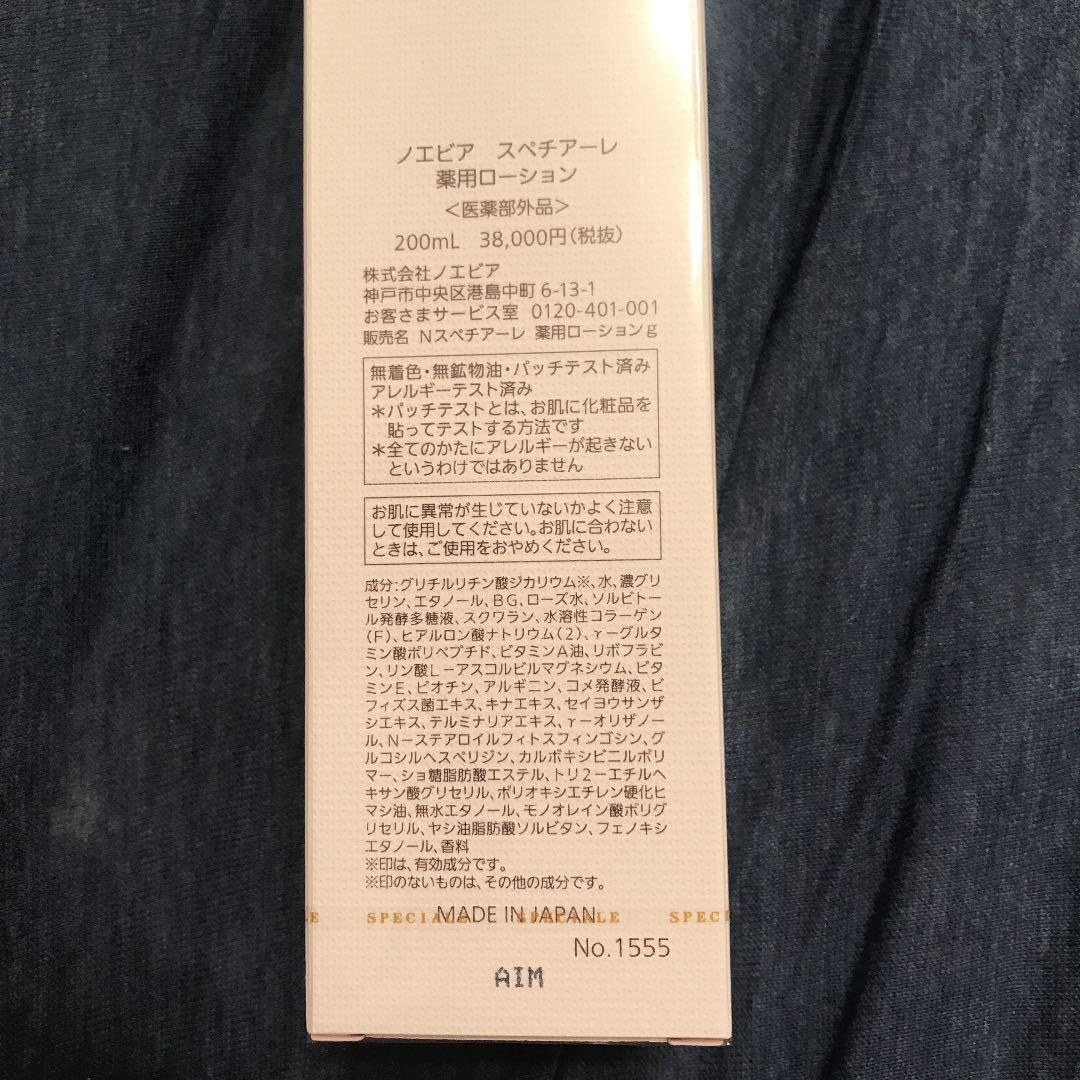 ノエビア　スペチアーレ
薬用ローション
＜医薬部外品＞
200mL　38,000円（税抜）
株式会社ノエビア
神戸市中央区港島中町 6-13-1
お客さまサービス室　0120-401-001
販売名　Nスペチアーレ　薬用ローションg
無着色・無鉱物油・パッチテスト済み
アレルギーテスト済み
＊パッチテストとは、お肌に化粧品を
貼ってテストする方法です
＊全てのかたにアレルギーが起きない
というわけではありません
お肌に異常が生じていないかよく注意
して使用してください。お肌に合わない
ときは、ご使用をおやめください。
成分：グリチルリチン酸ジカリウム※、水、濃グリ
セリン、エタノール、BG、ローズ水、ソルビトー
ル発酵多糖液、スクワラン、水溶性コラーゲン
（F）、ヒアルロン酸ナトリウム（2）、γーグルタ
ミン酸ポリペプチド、ビタミンA油、リボフラビ
ン、リン酸L－アスコルビルマグネシウム、ビタ
ミンE、ビオチン、アルギニン、コメ発酵液、ビ
フィズス菌エキス、キナエキス、セイヨウサンザ
シエキス、テルミナリアエキス、γーオリザノー
ル、N－ステアロイルフィトスフィンゴシン、グ
ルコシルヘスペリジン、カルボキシビニルポリ
マー、ショ糖脂肪酸エステル、トリ2－エチルヘ
キサン酸グリセリル、ポリオキシエチレン硬化ヒ
マシ油、無水エタノール、モノオレイン酸ポリグ
リセリル、ヤシ油脂肪酸ソルビタン、フェノキシ
エタノール、香料
※印は、有効成分です。
※印のないものは、その他の成分です。
MADE IN JAPAN
LE SPECIALE SPECIALE SPECI
No.1555
AIM